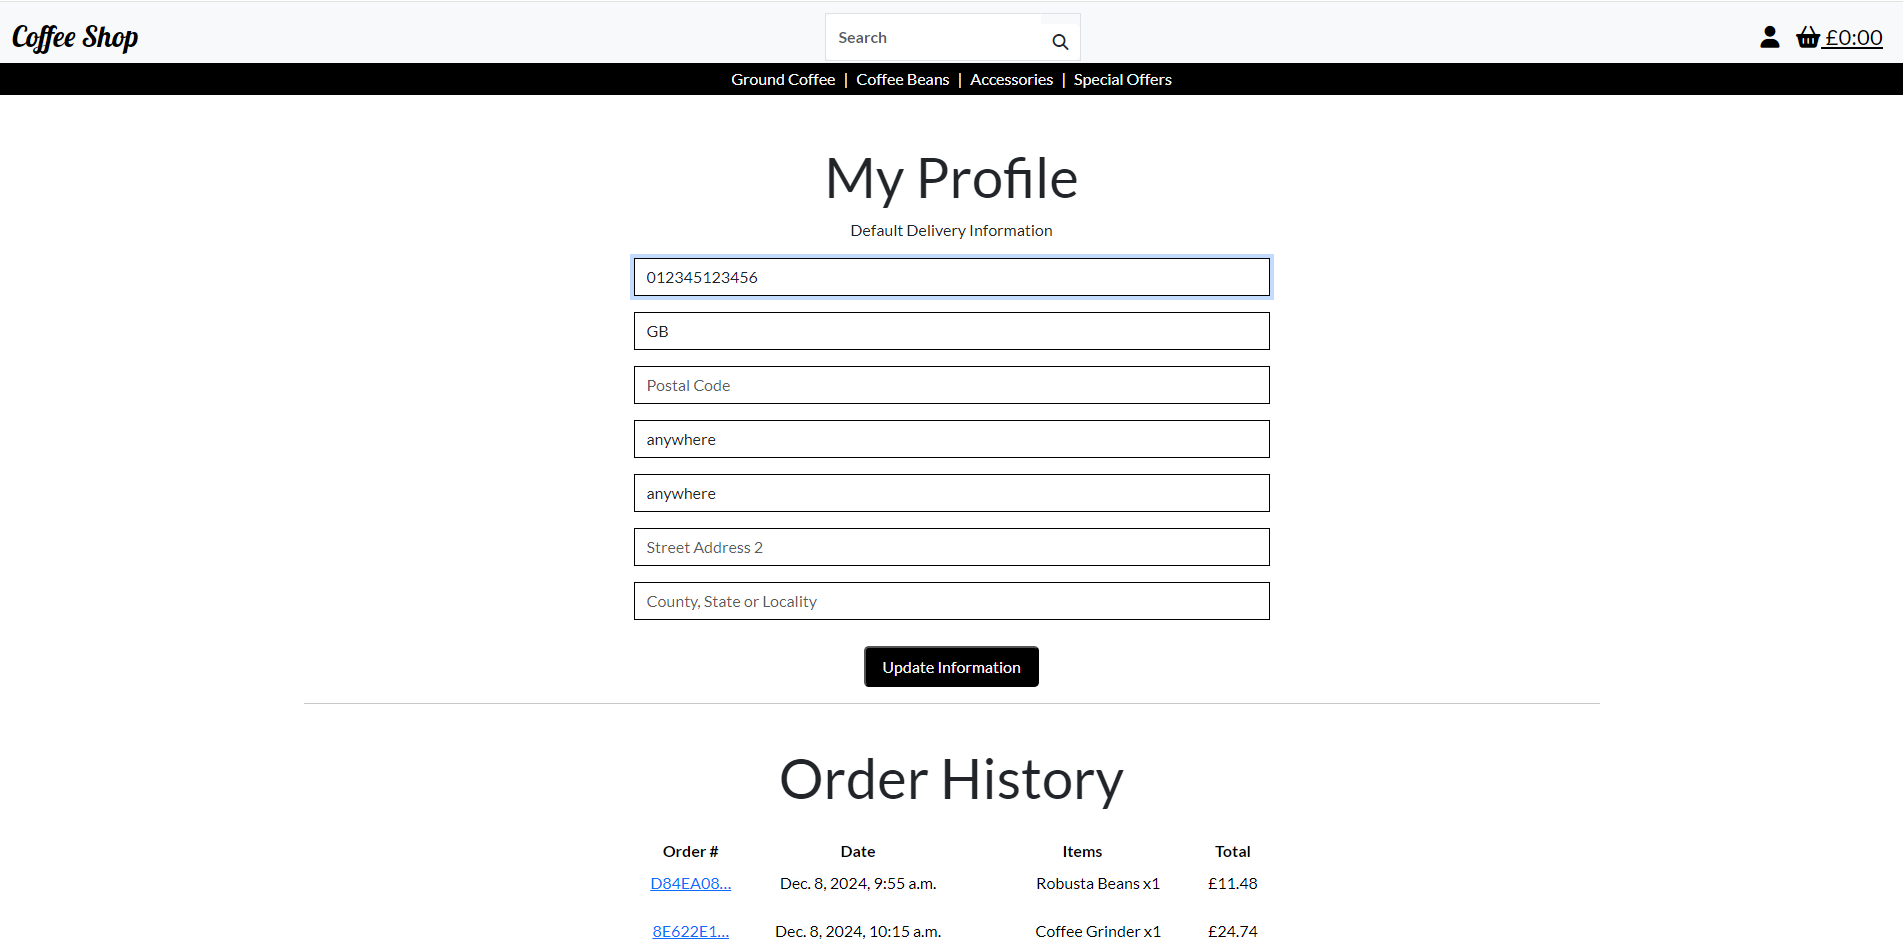 Coffee Shop
Search
£0:00
Ground Coffee | Coffee Beans | Accessories | Special Offers
My Profile
Default Delivery Information
012345123456
GB
Postal Code
anywhere
anywhere
Street Address 2
County, State or Locality
Update Information
Order History
Order # Date Items Total
D84EA08... Dec. 8, 2024, 9:55 a.m. Robusta Beans x1 £11.48
8E622E1... Dec. 8, 2024, 10:15 a.m. Coffee Grinder x1 £24.74